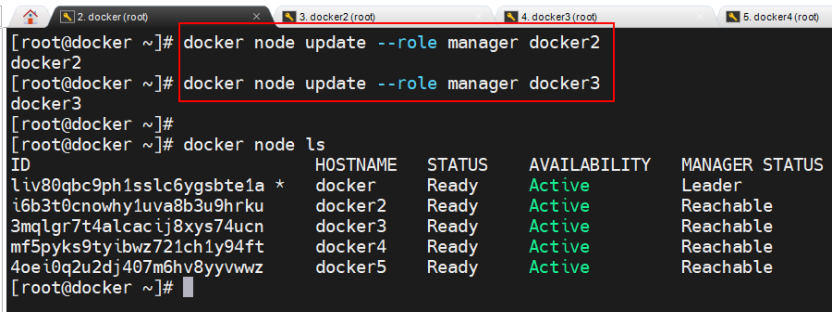 2. docker (root)
3. docker2 (root)
4. docker3 (root)
5. docker4 (root)
[root@docker ~]# docker node update --role manager docker2
docker2
[root@docker ~]# docker node update --role manager docker3
docker3
[root@docker ~]#
[root@docker ~]# docker node ls
ID HOSTNAME STATUS AVAILABILITY MANAGER STATUS
liv80qbc9ph1sslc6ygsbte1a * docker Ready Active Leader
i6b3t0cnowhy1uva8b3u9hrku docker2 Ready Active Reachable
3mqlgr7t4alcacij8xys74ucn docker3 Ready Active Reachable
mf5pyks9tyibwz721ch1y94ft docker4 Ready Active Reachable
4oei0q2u2dj407m6hv8yyvwwz docker5 Ready Active Reachable
[root@docker ~]#